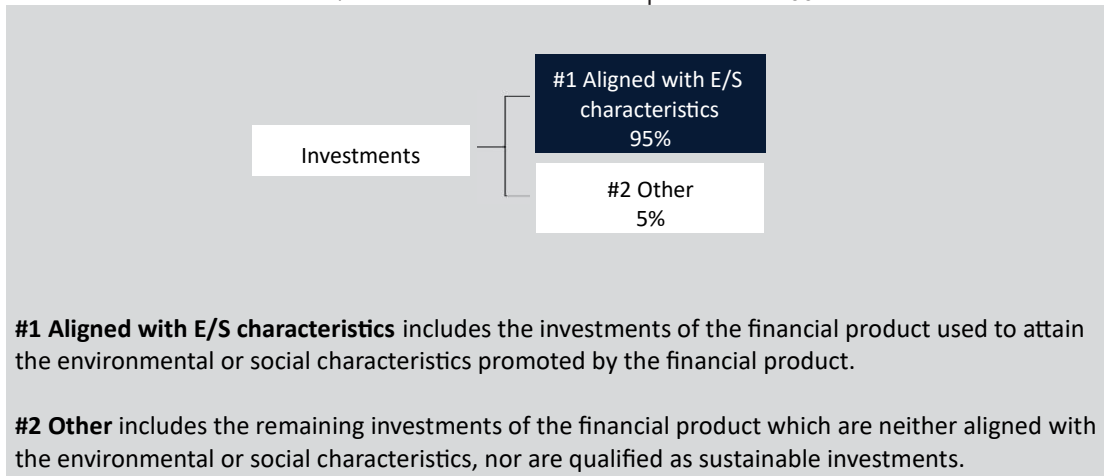 #1 Aligned with E/S
characteristics
95%
Investments
#2 Other
5%
#1 Aligned with E/S characteristics includes the investments of the financial product used to attain
the environmental or social characteristics promoted by the financial product.
#2 Other includes the remaining investments of the financial product which are neither aligned with
the environmental or social characteristics, nor are qualified as sustainable investments.